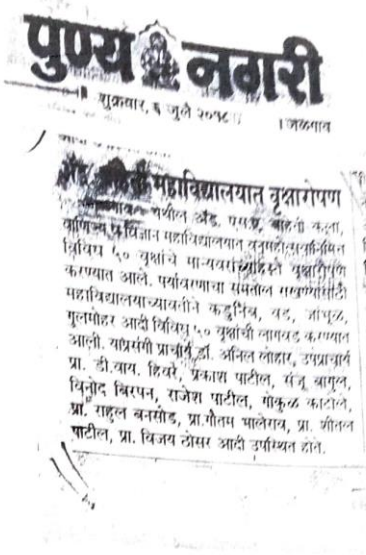 पुण्य नगरी
शुक्रवार, ६ जुलै २०१८
। जळगाव
महाविद्यालयात वृक्षारोपण
येथील अॅड. एस.ए. बाहेती कला,
वाणिज्य व विज्ञान महाविद्यालयात वनमहोत्सवानिमित्त
विविध ५० वृक्षांचे मान्यवरांच्याहस्ते वृक्षारोपण
करण्यात आले. पर्यावरणाचा समतोल राखण्यासाठी
महाविद्यालयाच्यावतीने कडुनिंब, वड, जांभूळ,
गुलमोहर आदी विविध ५० वृक्षांची लागवड करण्यात
आली. याप्रसंगी प्राचार्य डॉ. अनिल लोहार, उपप्राचार्य
प्रा. डी.वाय. हिवरे, प्रकाश पाटील, संजू बागुल,
विनोद बिरपन, राजेश पाटील, गोकुळ काटोले,
प्रा. राहुल बनसोड, प्रा.गौतम भालेराव, प्रा. शीतल
पाटील, प्रा. विजय लोसर आदी उपस्थित होते.